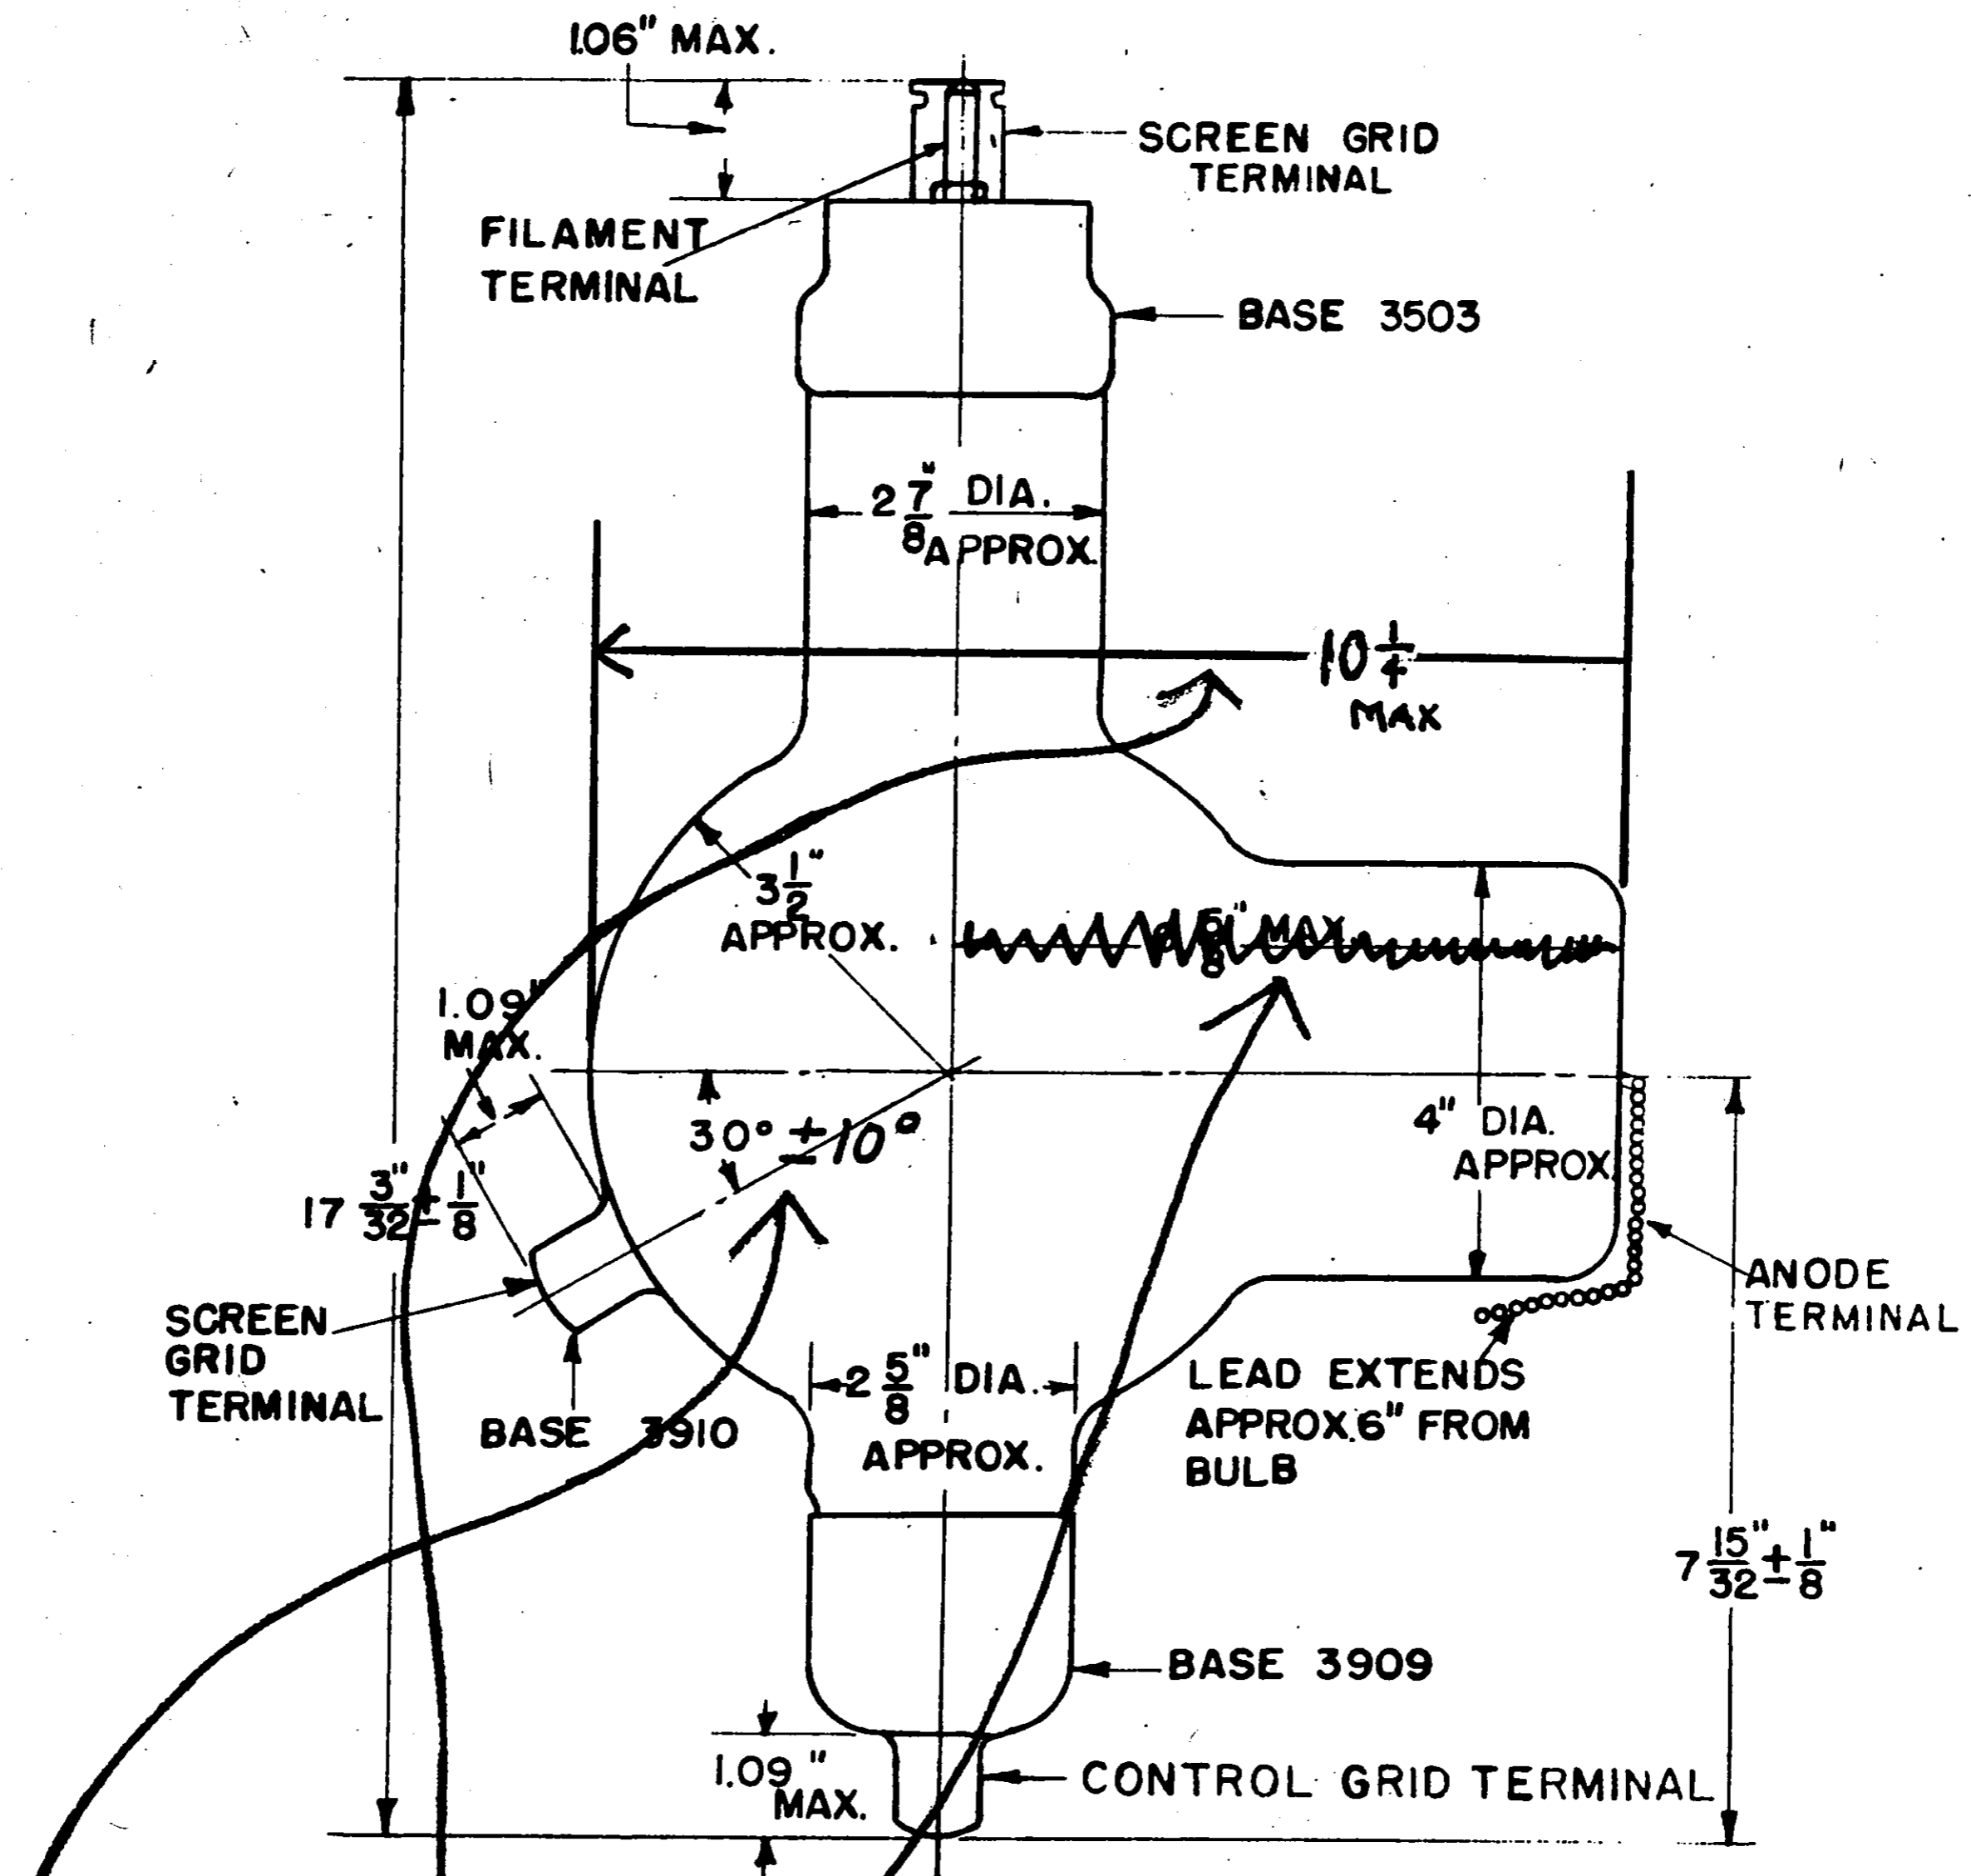 1.06" MAX.
SCREEN GRID
TERMINAL
FILAMENT
TERMINAL
BASE 3503
2 7/8" DIA.
APPROX.
10 1/4
MAX
3 1/2"
APPROX.
5/8" MAX
1.09"
MAX.
30° ± 10°
4" DIA.
APPROX.
17 3/32" ± 1/8"
ANODE
TERMINAL
SCREEN
GRID
TERMINAL
BASE 3910
2 5/8" DIA.
APPROX.
LEAD EXTENDS
APPROX. 6" FROM
BULB
7 15/32" ± 1/8"
BASE 3909
1.09"
MAX.
CONTROL GRID TERMINAL